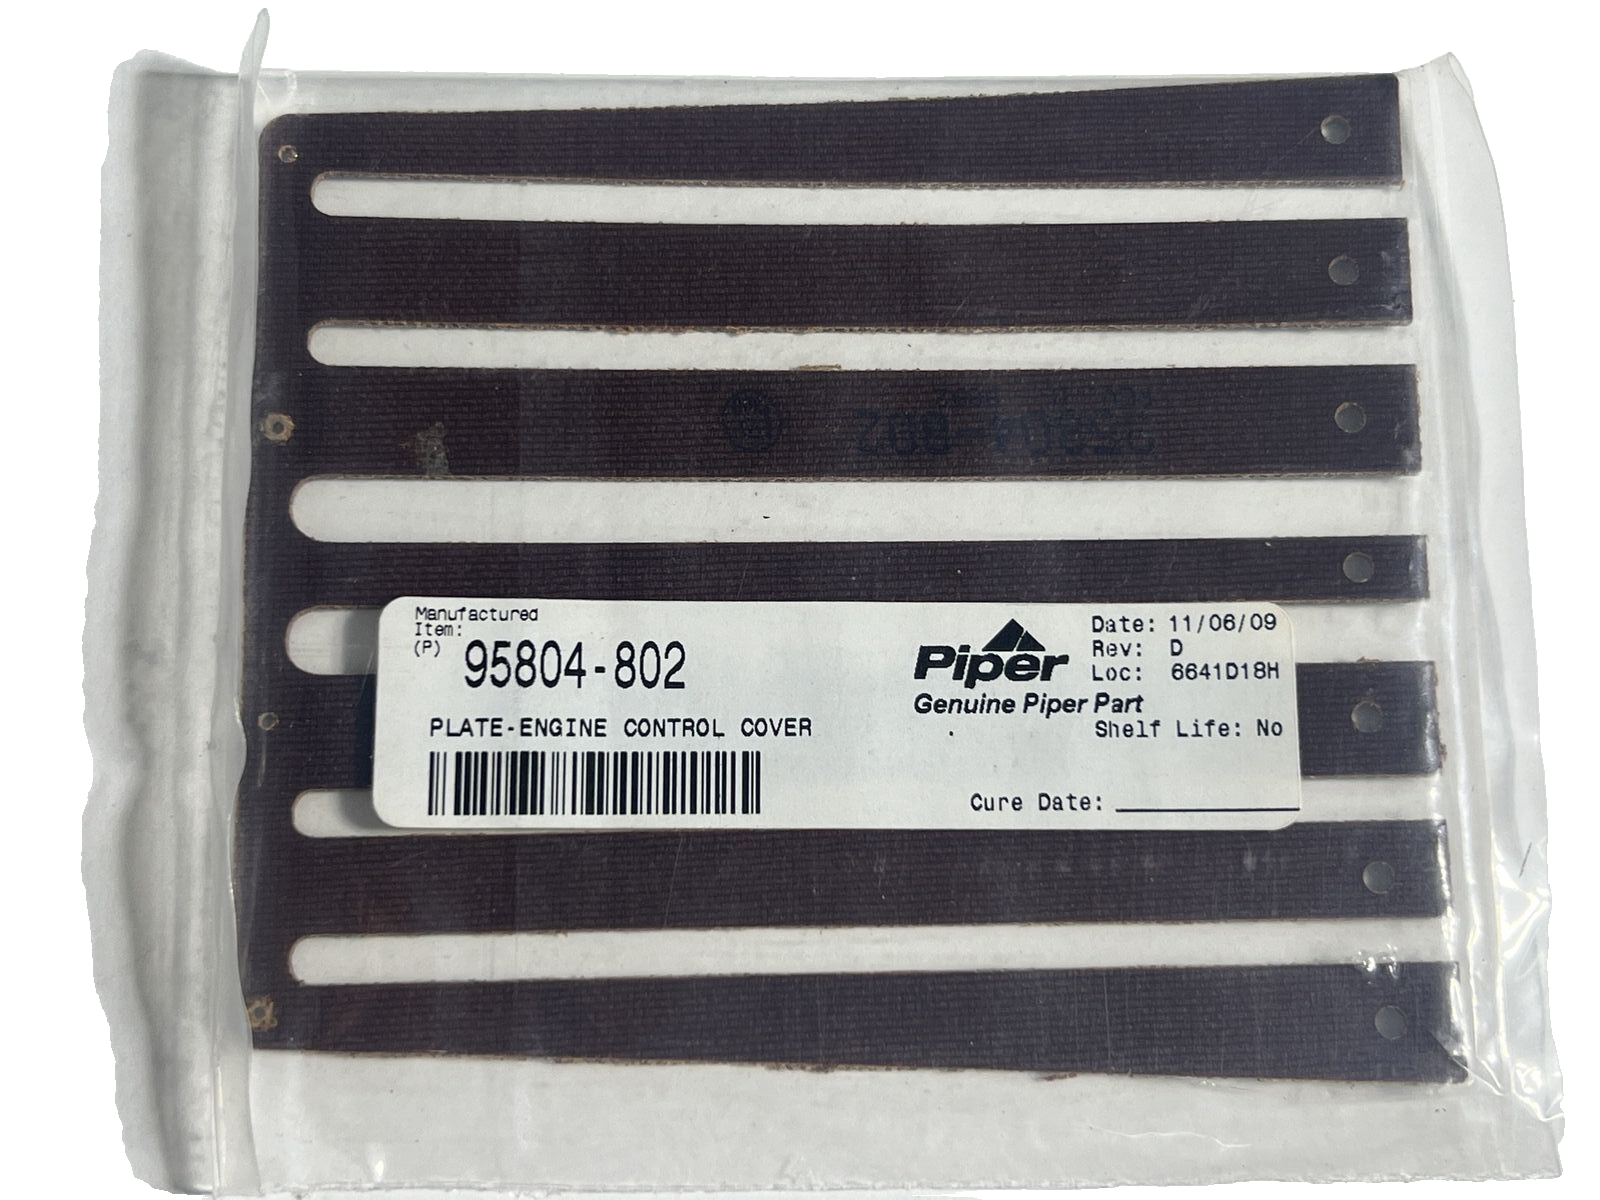 Manufactured
Item:
(P)
95804-802
PLATE-ENGINE CONTROL COVER
Piper
Genuine Piper Part
Date: 11/06/09
Rev: D
Loc: 6641D18H
Shelf Life: No
Cure Date: